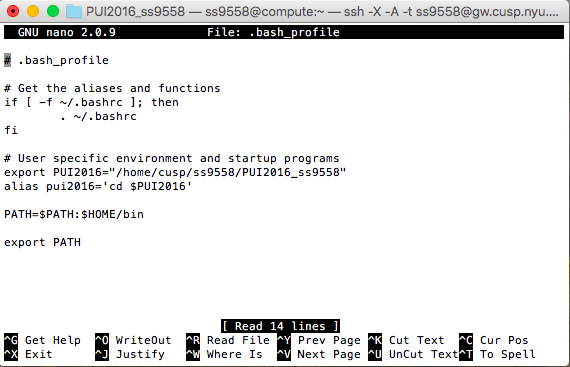 PUI2016_ss9558 — ss9558@compute:~ — ssh -X -A -t ss9558@gw.cusp.nyu....
GNU nano 2.0.9 File: .bash_profile
# .bash_profile
# Get the aliases and functions
if [ -f ~/.bashrc ]; then
        . ~/.bashrc
fi
# User specific environment and startup programs
export PUI2016="/home/cusp/ss9558/PUI2016_ss9558"
alias pui2016='cd $PUI2016'
PATH=$PATH:$HOME/bin
export PATH
[ Read 14 lines ]
^G Get Help ^O WriteOut ^R Read File ^Y Prev Page ^K Cut Text ^C Cur Pos
^X Exit ^J Justify ^W Where Is ^V Next Page ^U UnCut Text ^T To Spell